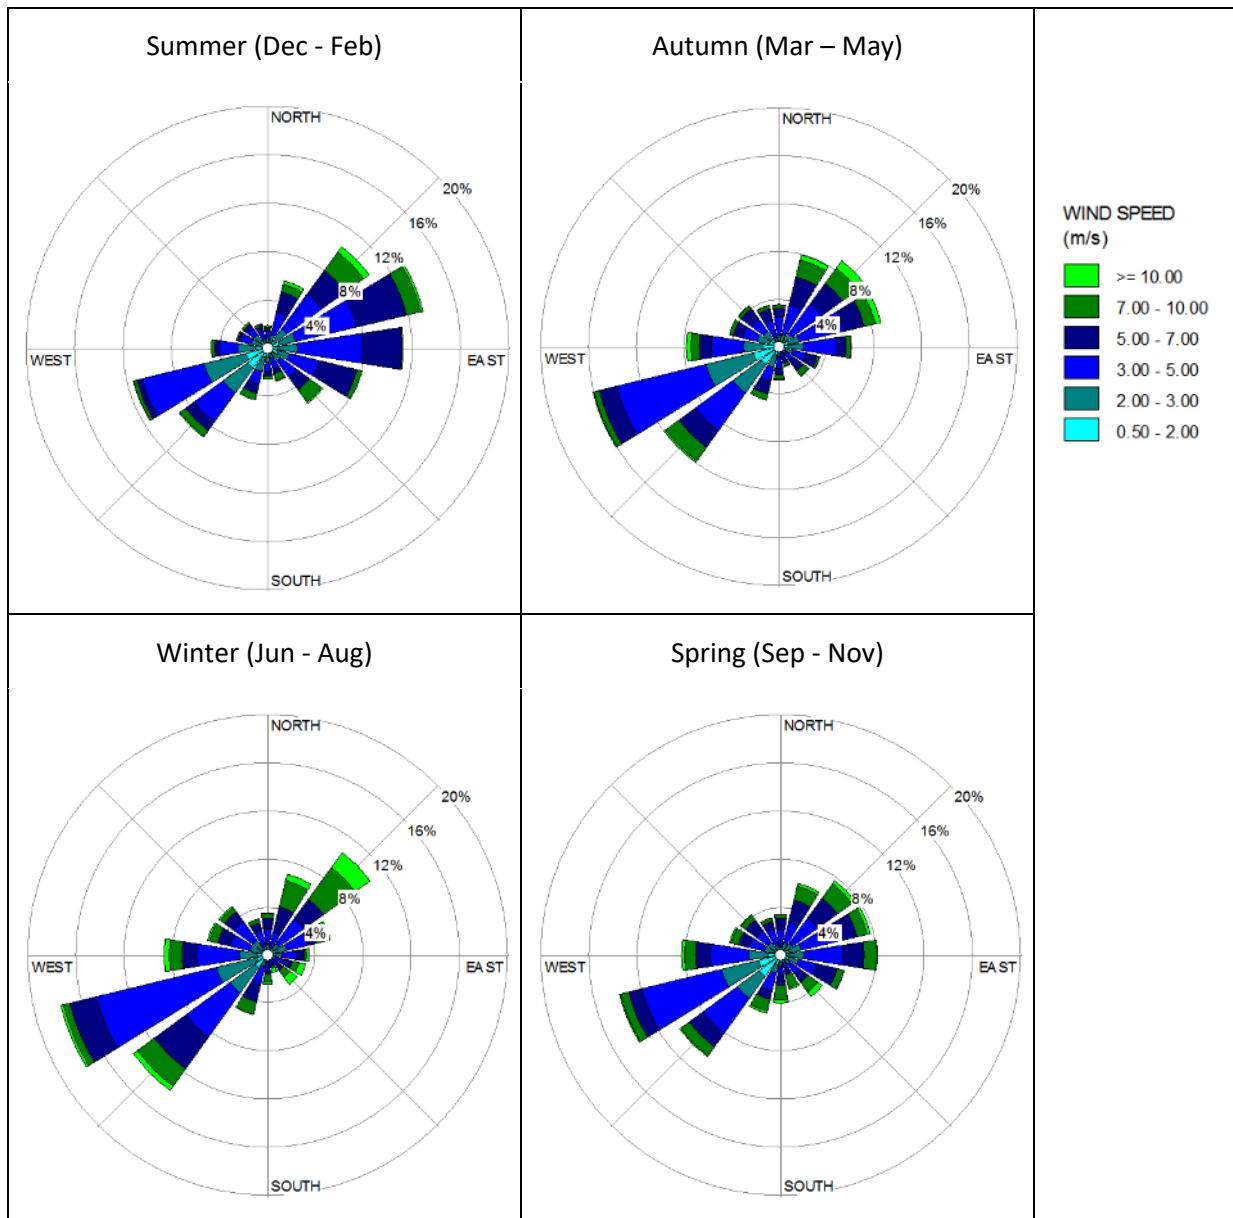 Summer (Dec - Feb)
Autumn (Mar – May)
NORTH
20%
16%
12%
8%
4%
WEST
EAST
SOUTH
NORTH
20%
16%
12%
8%
4%
WEST
EAST
SOUTH
WIND SPEED
(m/s)
>= 10.00
7.00 - 10.00
5.00 - 7.00
3.00 - 5.00
2.00 - 3.00
0.50 - 2.00
Winter (Jun - Aug)
Spring (Sep - Nov)
NORTH
20%
16%
12%
8%
4%
WEST
EAST
SOUTH
NORTH
20%
16%
12%
8%
4%
WEST
EAST
SOUTH